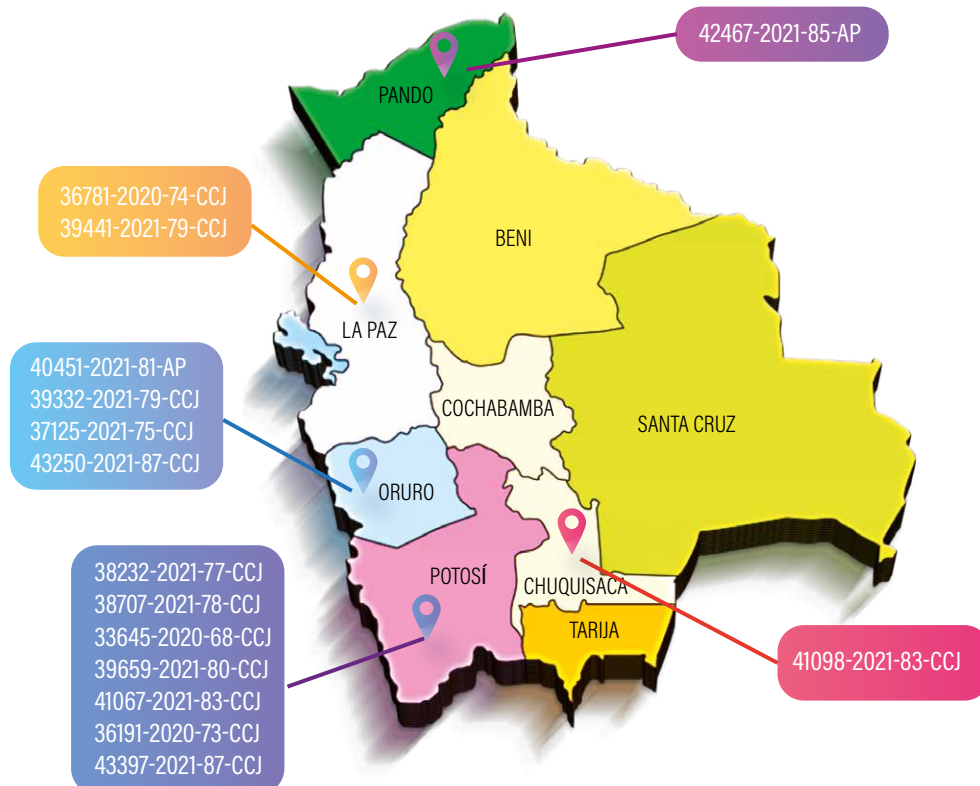 42467-2021-85-AP
PANDO
36781-2020-74-CCJ
39441-2021-79-CCJ
BENI
LA PAZ
40451-2021-81-AP
39332-2021-79-CCJ
37125-2021-75-CCJ
43250-2021-87-CCJ
COCHABAMBA
SANTA CRUZ
ORURO
38232-2021-77-CCJ
38707-2021-78-CCJ
33645-2020-68-CCJ
39659-2021-80-CCJ
41067-2021-83-CCJ
36191-2020-73-CCJ
43397-2021-87-CCJ
POTOSÍ
CHUQUISACA
TARIJA
41098-2021-83-CCJ